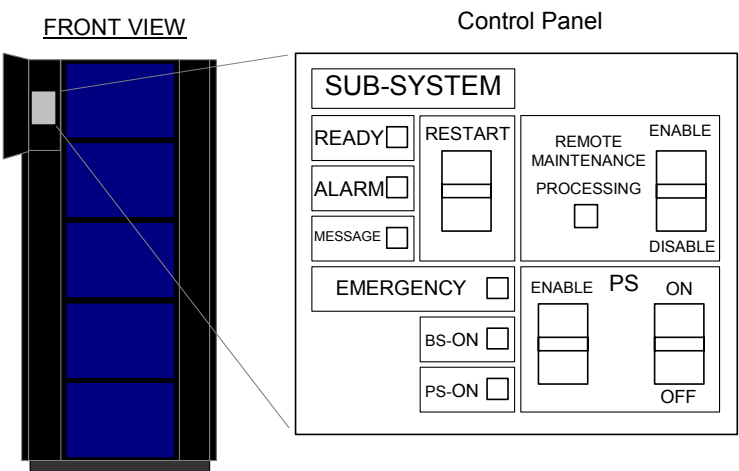 FRONT VIEW
Control Panel
SUB-SYSTEM
READY
RESTART
ALARM
MESSAGE
REMOTE
MAINTENANCE
PROCESSING
ENABLE
DISABLE
EMERGENCY
BS-ON
PS-ON
ENABLE PS ON
OFF